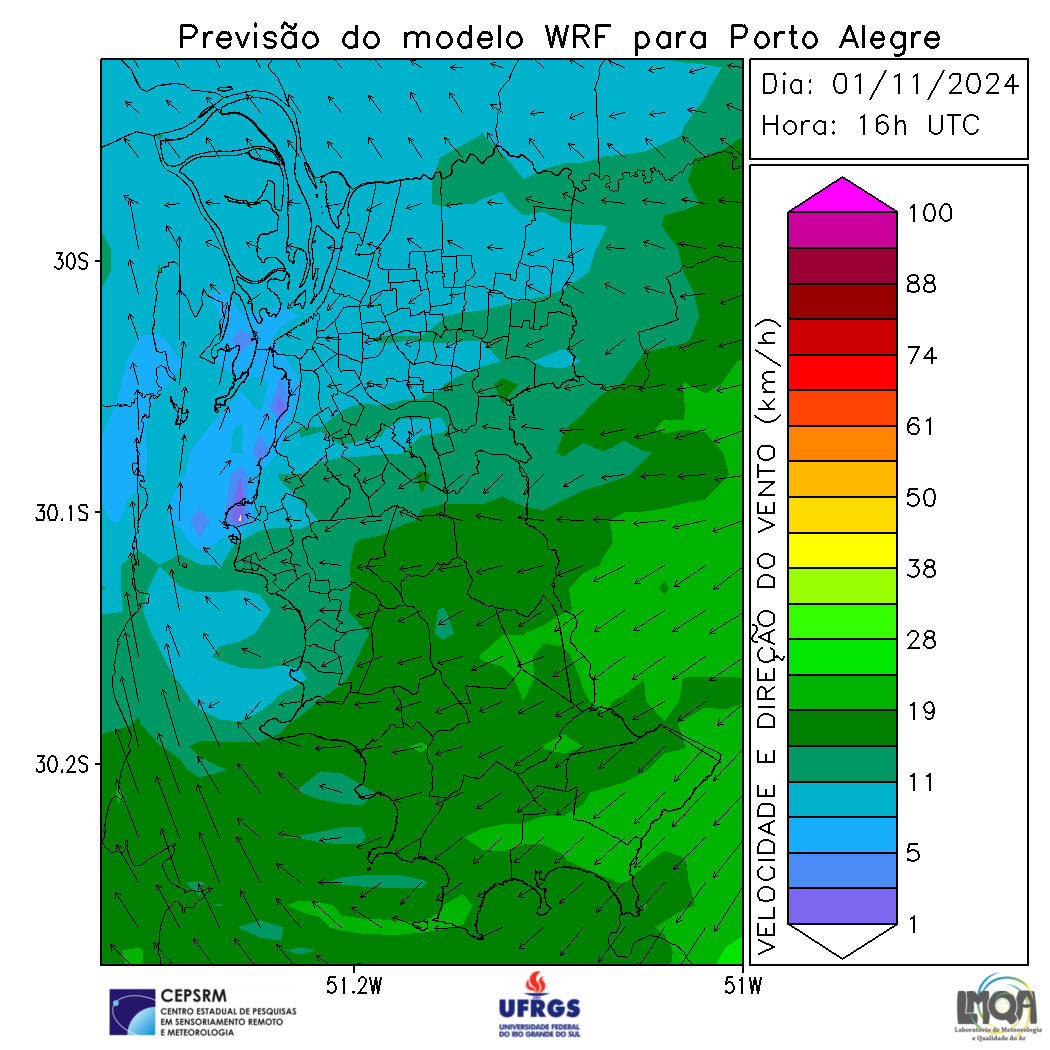 Previsão do modelo WRF para Porto Alegre
Dia: 01/11/2024
Hora: 16h UTC
30S
30.1S
30.2S
51.2W
51W
VELOCIDADE E DIREÇÃO DO VENTO (km/h)
100
88
74
61
50
38
28
19
11
5
1
CEPSRM
CENTRO ESTADUAL DE PESQUISAS
EM SENSORIAMENTO REMOTO
E METEOROLOGIA
UFRGS
UNIVERSIDADE FEDERAL
DO RIO GRANDE DO SUL
LMQA
Laboratório de Meteorologia
e Qualidade do Ar